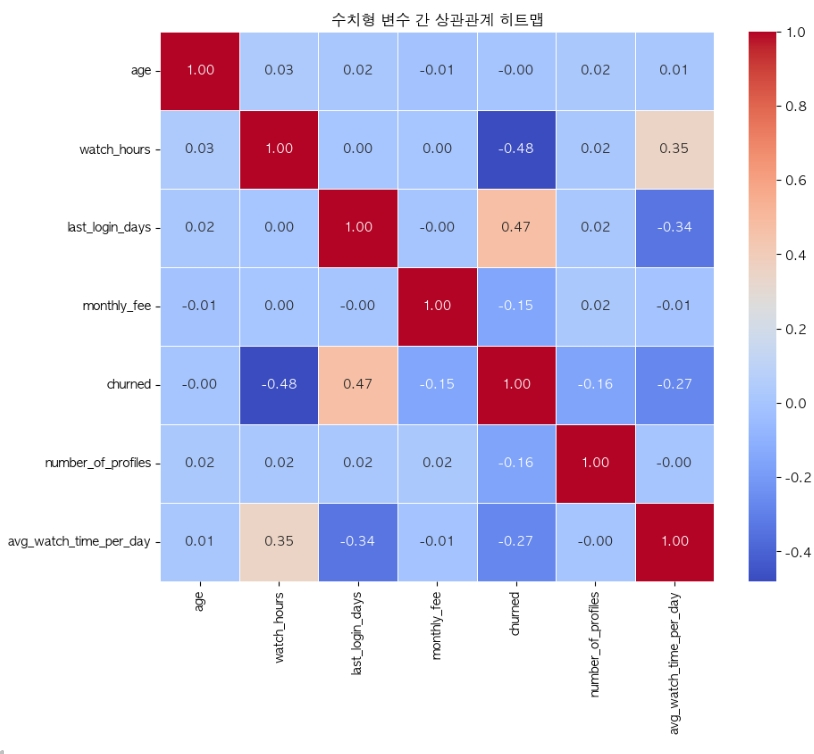 수치형 변수 간 상관관계 히트맵
age 1.00 0.03 0.02 -0.01 -0.00 0.02 0.01
watch_hours 0.03 1.00 0.00 0.00 -0.48 0.02 0.35
last_login_days 0.02 0.00 1.00 -0.00 0.47 0.02 -0.34
monthly_fee -0.01 0.00 -0.00 1.00 -0.15 0.02 -0.01
churned -0.00 -0.48 0.47 -0.15 1.00 -0.16 -0.27
number_of_profiles 0.02 0.02 0.02 0.02 -0.16 1.00 -0.00
avg_watch_time_per_day 0.01 0.35 -0.34 -0.01 -0.27 -0.00 1.00
age
watch_hours
last_login_days
monthly_fee
churned
number_of_profiles
avg_watch_time_per_day
1.0
0.8
0.6
0.4
0.2
0.0
-0.2
-0.4